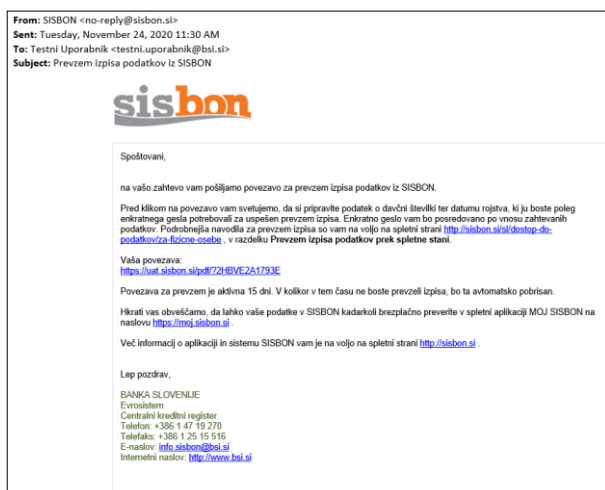 From: SISBON <no-reply@sisbon.si>
Sent: Tuesday, November 24, 2020 11:30 AM
To: Testni Uporabnik <testni.uporabnik@bsi.si>
Subject: Prevzem izpisa podatkov iz SISBON
sisbon
Spoštovani,
na vašo zahtevo vam pošiljamo povezavo za prevzem izpisa podatkov iz SISBON.
Pred klikom na povezavo vam svetujemo, da si pripravite podatek o davčni številki ter datumu rojstva, ki ju boste poleg
enkratnega gesla potrebovali za uspešen prevzem izpisa. Enkratno geslo vam bo posredovano po vnosu zahtevanih
podatkov. Podrobnejša navodila za prevzem izpisa so vam na voljo na spletni strani http://sisbon.si/sl/dostop-do-
podatkov/za-fizicne-osebe , v razdelku Prevzem izpisa podatkov prek spletne stani.
Vaša povezava:
https://uat.sisbon.si/pdf/?2HBVE2A1793E
Povezava za prevzem je aktivna 15 dni. V kolikor v tem času ne boste prevzeli izpisa, bo ta avtomatsko pobrisan.
Hkrati vas obveščamo, da lahko vaše podatke v SISBON kadarkoli brezplačno preverite v spletni aplikaciji MOJ SISBON na
naslovu https://moj.sisbon.si .
Več informacij o aplikaciji in sistemu SISBON vam je na voljo na spletni strani http://sisbon.si .
Lep pozdrav,
BANKA SLOVENIJE
Evrosistem
Centralni kreditni register
Telefon: +386 1 47 19 270
Telefaks: +386 1 25 15 516
E-naslov: info.sisbon@bsi.si
Internetni naslov: http://www.bsi.si